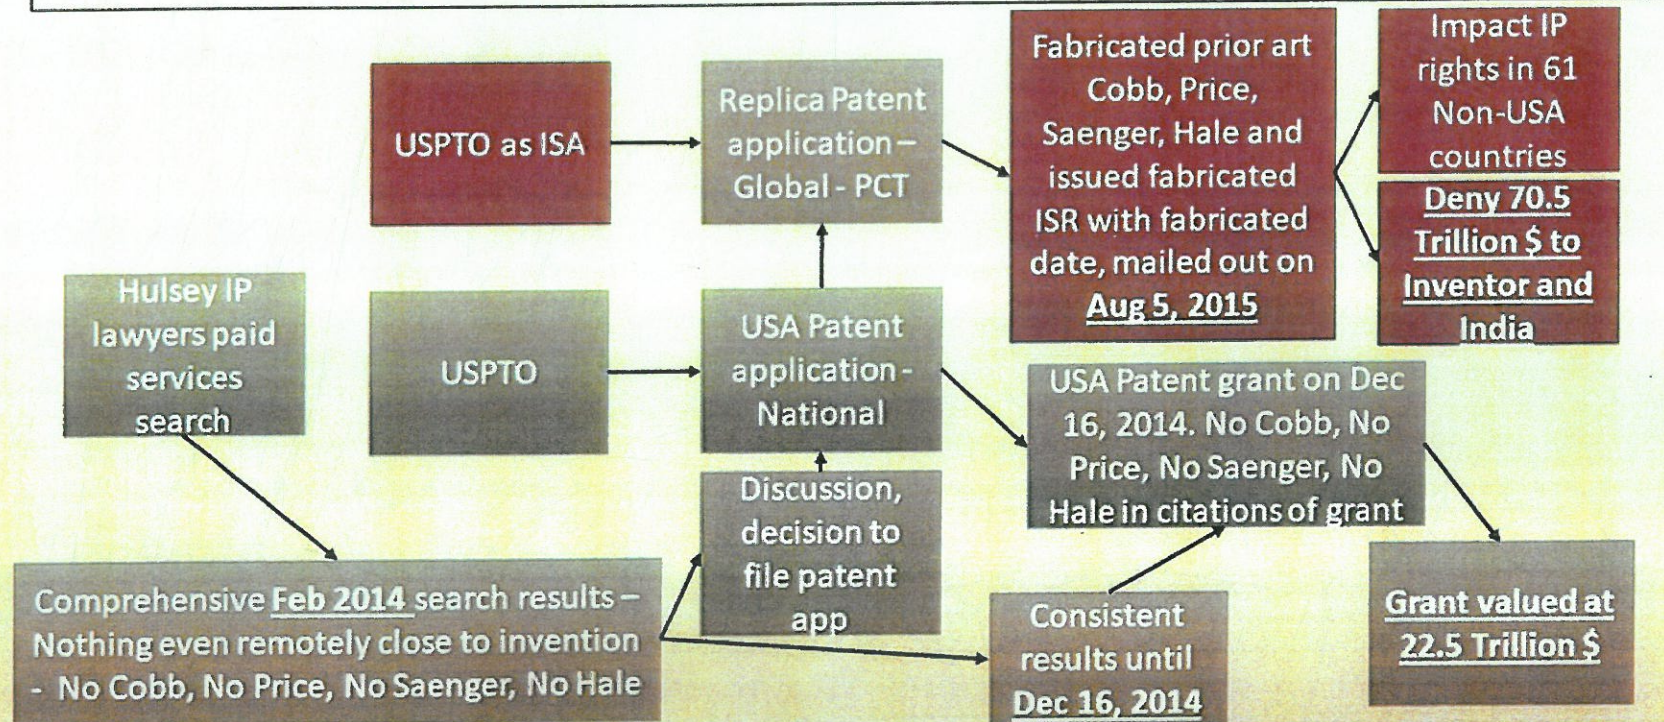 USPTO as ISA
Replica Patent
application –
Global - PCT
Fabricated prior art
Cobb, Price,
Saenger, Hale and
issued fabricated
ISR with fabricated
date, mailed out on
Aug 5, 2015
Impact IP
rights in 61
Non-USA
countries
Deny 70.5
Trillion $ to
Inventor and
India
Hulsey IP
lawyers paid
services
search
USPTO
USA Patent
application -
National
USA Patent grant on Dec
16, 2014. No Cobb, No
Price, No Saenger, No
Hale in citations of grant
Discussion,
decision to
file patent
app
Comprehensive Feb 2014 search results –
Nothing even remotely close to invention
- No Cobb, No Price, No Saenger, No Hale
Consistent
results until
Dec 16, 2014
Grant valued at
22.5 Trillion $